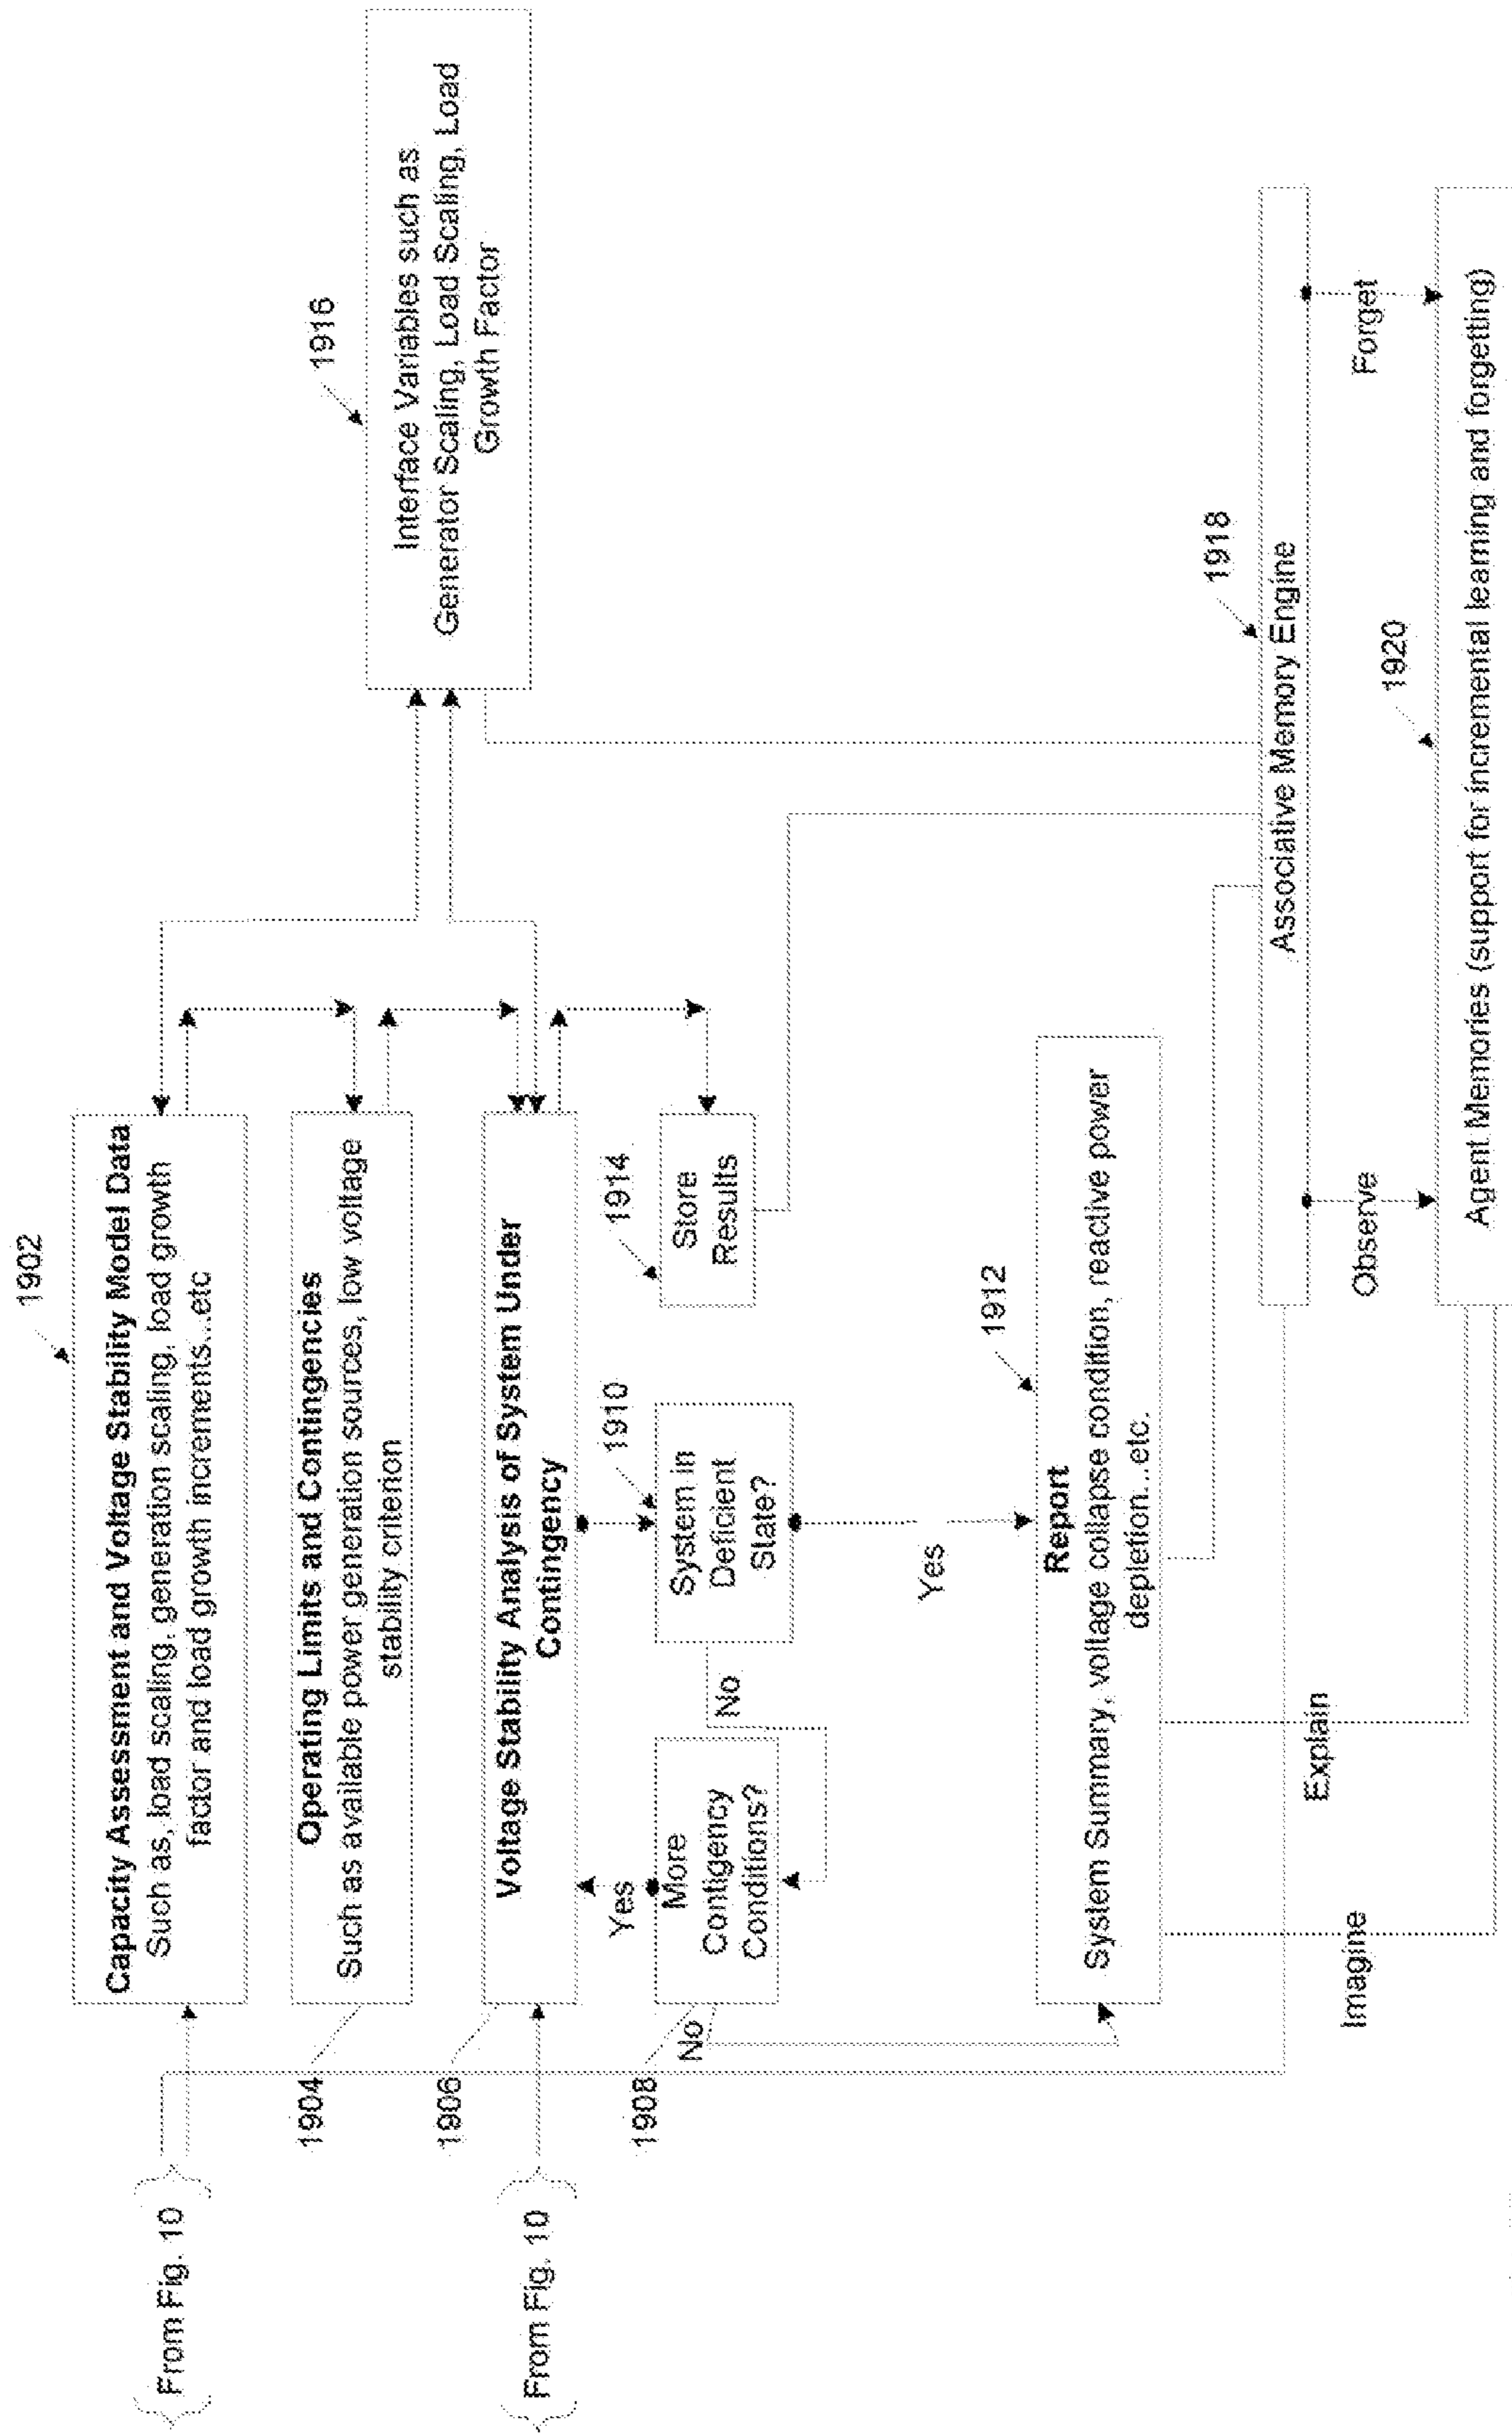 1902
From Fig. 10
Capacity Assessment and Voltage Stability Model Data
Such as, load scaling, generation scaling, load growth
factor and load growth increments...etc
1916
Interface Variables such as
Generator Scaling, Load Scaling, Load
Growth Factor
1904
Operating Limits and Contingencies
Such as available power generation sources, low voltage
stability criterion
1906
From Fig. 10
Voltage Stability Analysis of System Under
Contingency
Yes
1910
1914
1908
More
Contigency
Conditions?
No
No
System in
Deficient
State?
Store
Results
Yes
1912
Report
System Summary, voltage collapse condition, reactive power
depletion...etc.
1918
Associative Memory Engine
Imagine
Explain
Observe
Forget
1920
Agent Memories (support for incremental learning and forgetting)